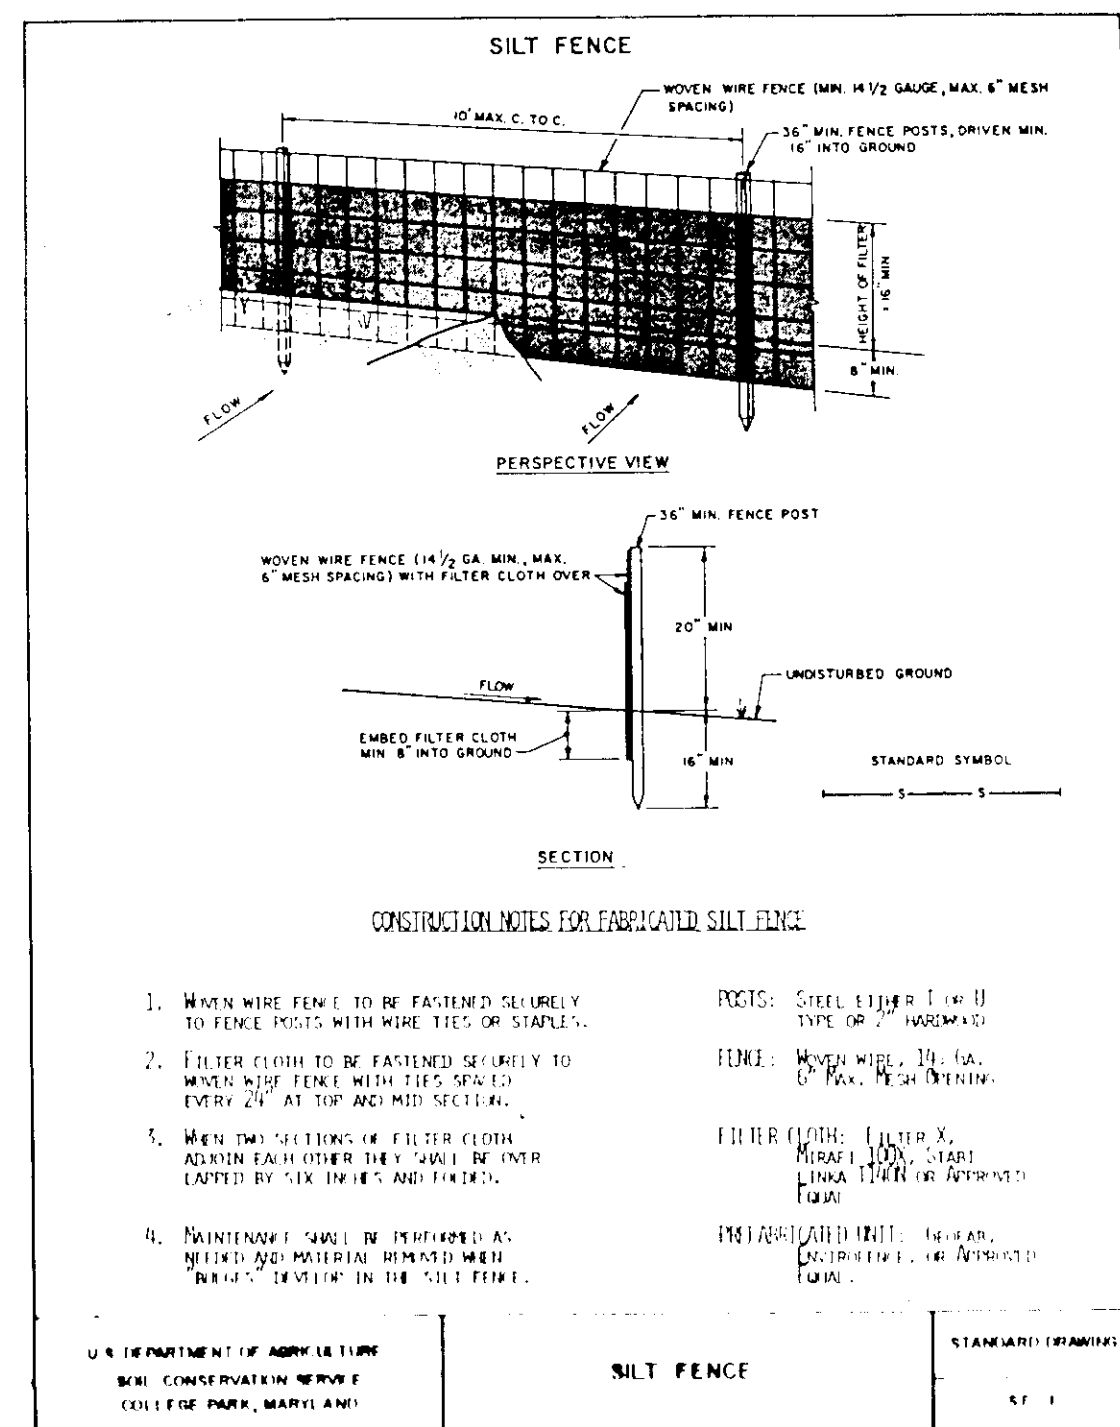 SILT FENCE
WOVEN WIRE FENCE (MIN. 14 1/2 GAUGE, MAX. 6" MESH
SPACING)
10' MAX. C. TO C.
36" MIN. FENCE POSTS, DRIVEN MIN.
16" INTO GROUND
HEIGHT OF FILTER
16" MIN
8" MIN.
FLOW
FLOW
PERSPECTIVE VIEW
36" MIN. FENCE POST
WOVEN WIRE FENCE (14 1/2 GA. MIN., MAX.
6" MESH SPACING) WITH FILTER CLOTH OVER
20" MIN
UNDISTURBED GROUND
FLOW
EMBED FILTER CLOTH
MIN 8" INTO GROUND
16" MIN
STANDARD SYMBOL
S S
SECTION
CONSTRUCTION NOTES FOR FABRICATED SILT FENCE
1. WOVEN WIRE FENCE TO BE FASTENED SECURELY
TO FENCE POSTS WITH WIRE TIES OR STAPLES.
2. FILTER CLOTH TO BE FASTENED SECURELY TO
WOVEN WIRE FENCE WITH TIES SPACED
EVERY 24" AT TOP AND MID SECTION.
3. WHEN TWO SECTIONS OF FILTER CLOTH
ADJOIN EACH OTHER THEY SHALL BE OVER
LAPPED BY SIX INCHES AND FOLDED.
4. MAINTENANCE SHALL BE PERFORMED AS
NEEDED AND MATERIAL REMOVED WHEN
"BULGES" DEVELOP IN THE SILT FENCE.
POSTS: STEEL EITHER T OR U
TYPE OR 2" HARDWOOD
FENCE: WOVEN WIRE, GA.
6" MAX. MESH OPENING
FILTER CLOTH: FILTER X,
MIRAFI 100X,
LINKA T140N OR APPROVED
EQUAL
PREFABRICATED UNIT: GEOFAB,
ENVIROFENCE, OR APPROVED
EQUAL.
U S DEPARTMENT OF AGRICULTURE
SOIL CONSERVATION SERVICE
COLLEGE PARK, MARYLAND
SILT FENCE
STANDARD DRAWING
SF 1